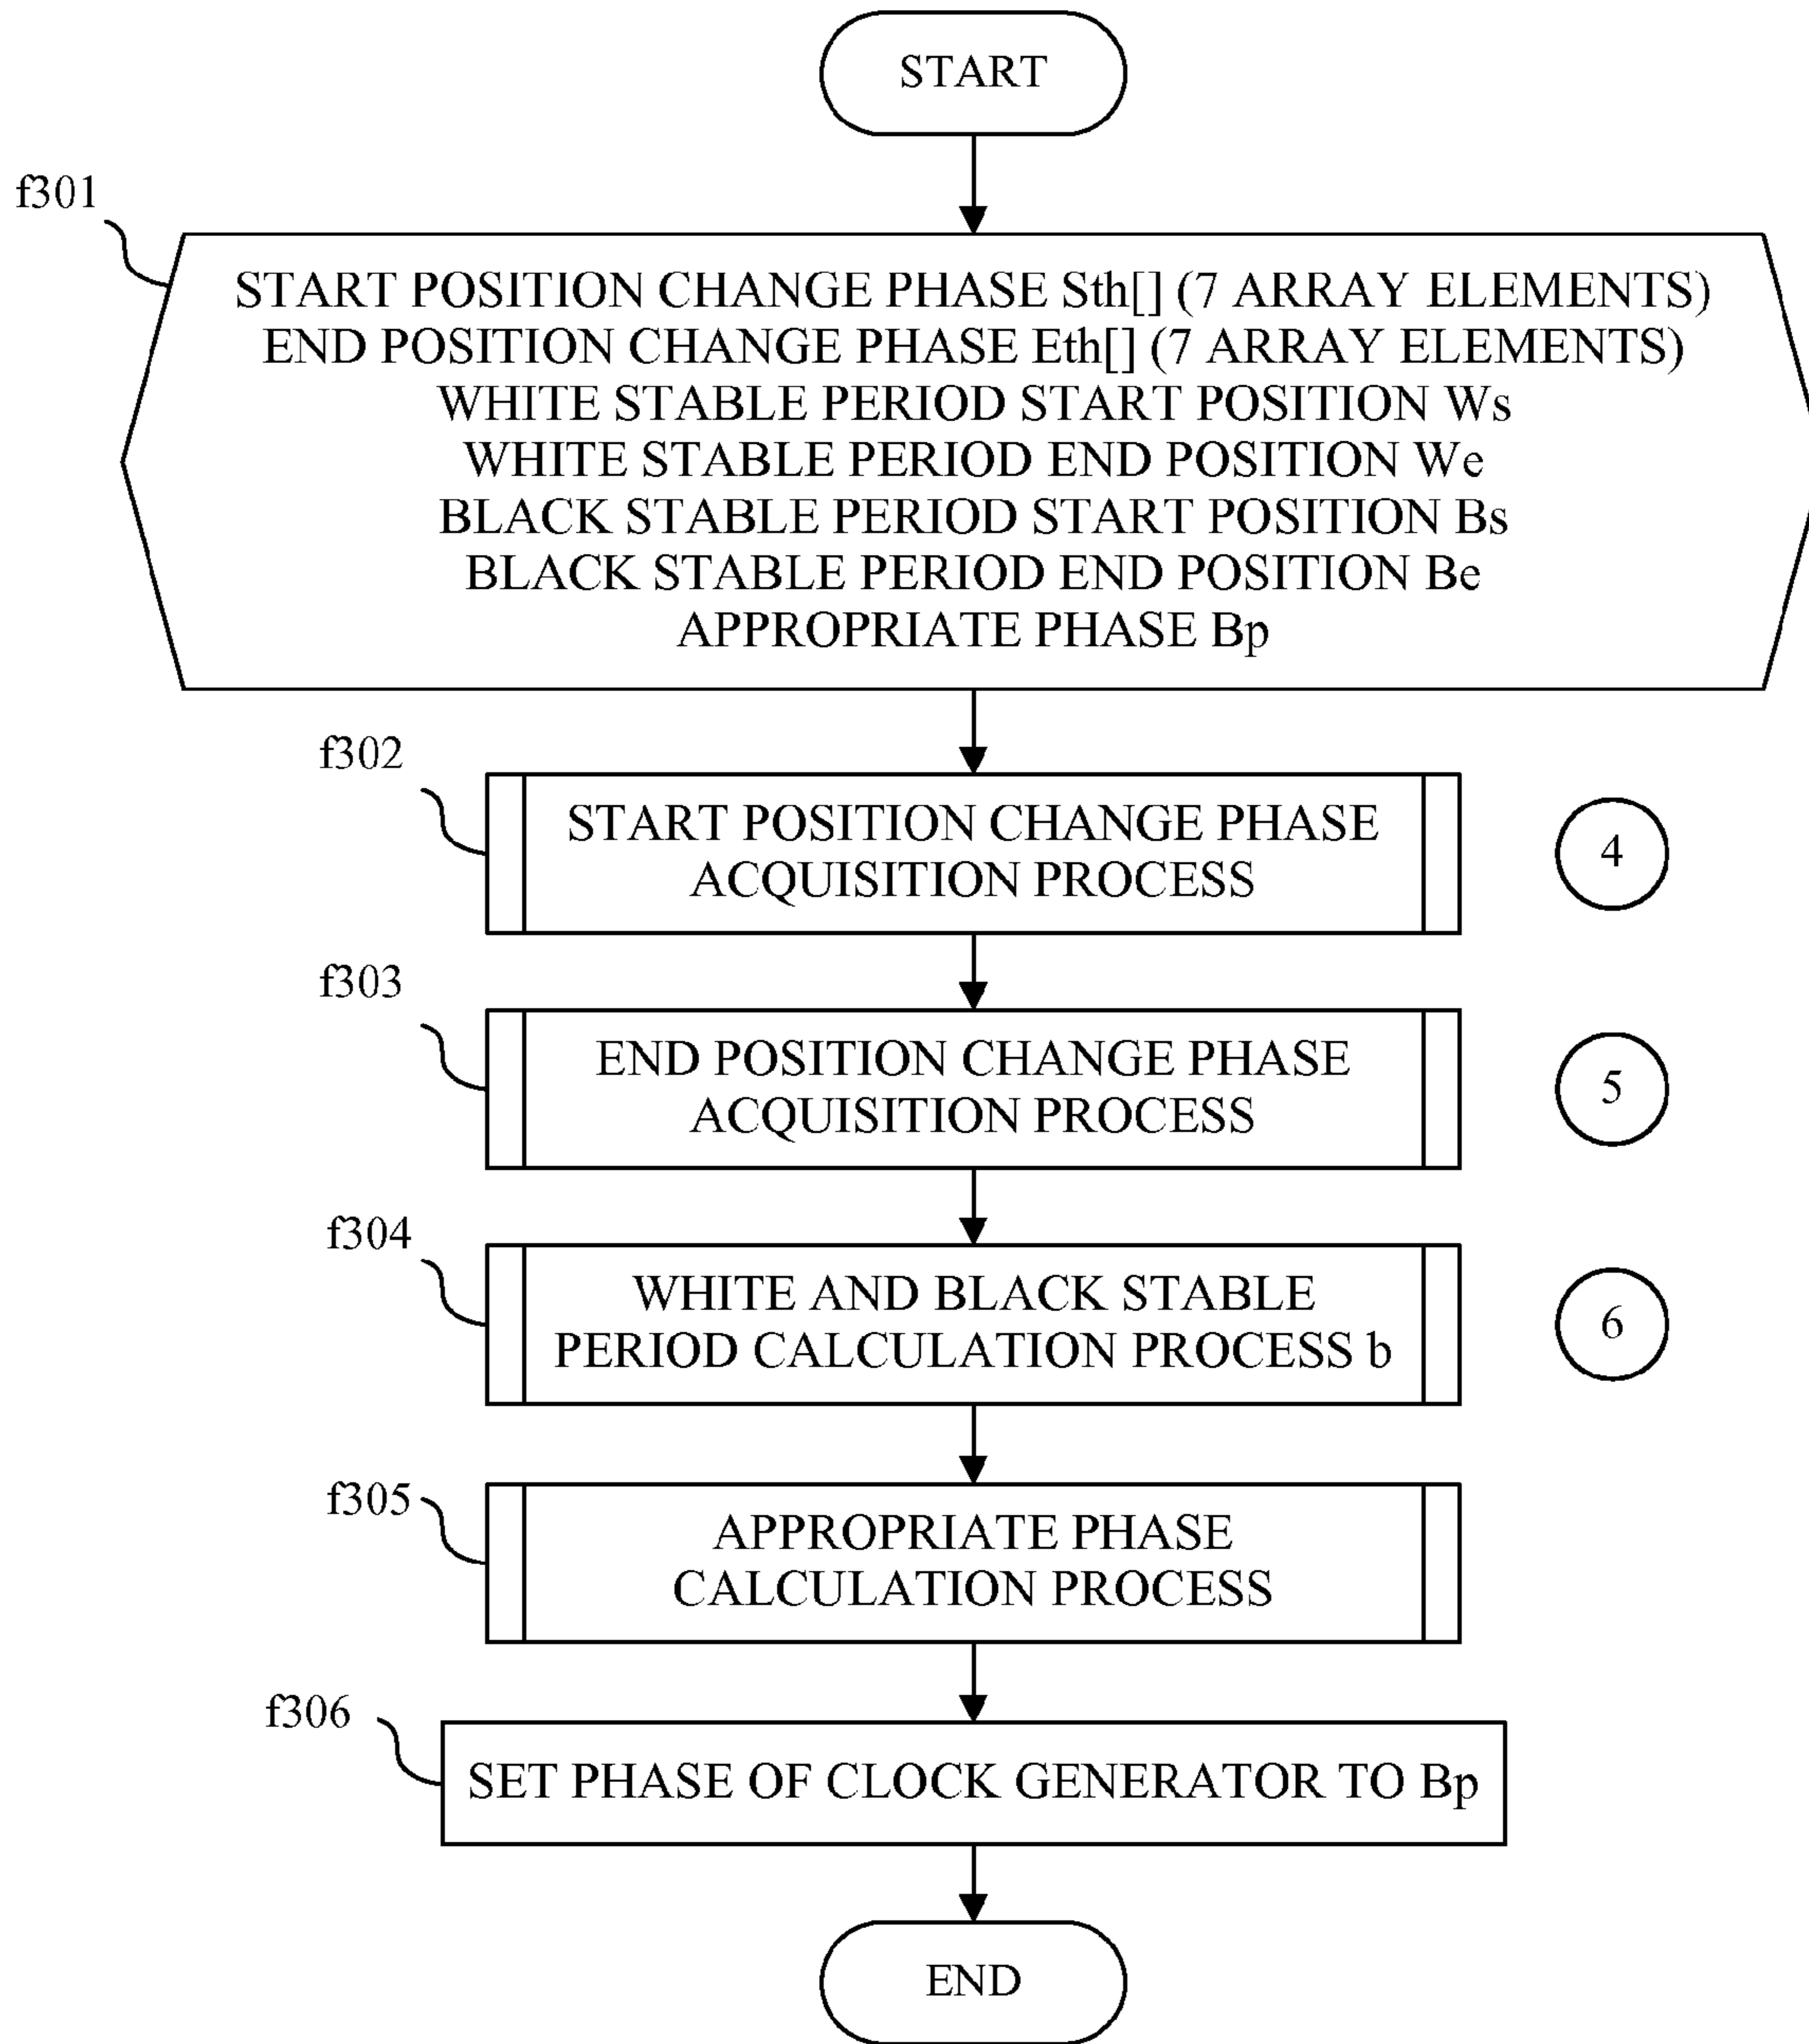 START
f301
START POSITION CHANGE PHASE Sth[] (7 ARRAY ELEMENTS)
END POSITION CHANGE PHASE Eth[] (7 ARRAY ELEMENTS)
WHITE STABLE PERIOD START POSITION Ws
WHITE STABLE PERIOD END POSITION We
BLACK STABLE PERIOD START POSITION Bs
BLACK STABLE PERIOD END POSITION Be
APPROPRIATE PHASE Bp
f302
START POSITION CHANGE PHASE
ACQUISITION PROCESS
4
f303
END POSITION CHANGE PHASE
ACQUISITION PROCESS
5
f304
WHITE AND BLACK STABLE
PERIOD CALCULATION PROCESS b
6
f305
APPROPRIATE PHASE
CALCULATION PROCESS
f306
SET PHASE OF CLOCK GENERATOR TO Bp
END